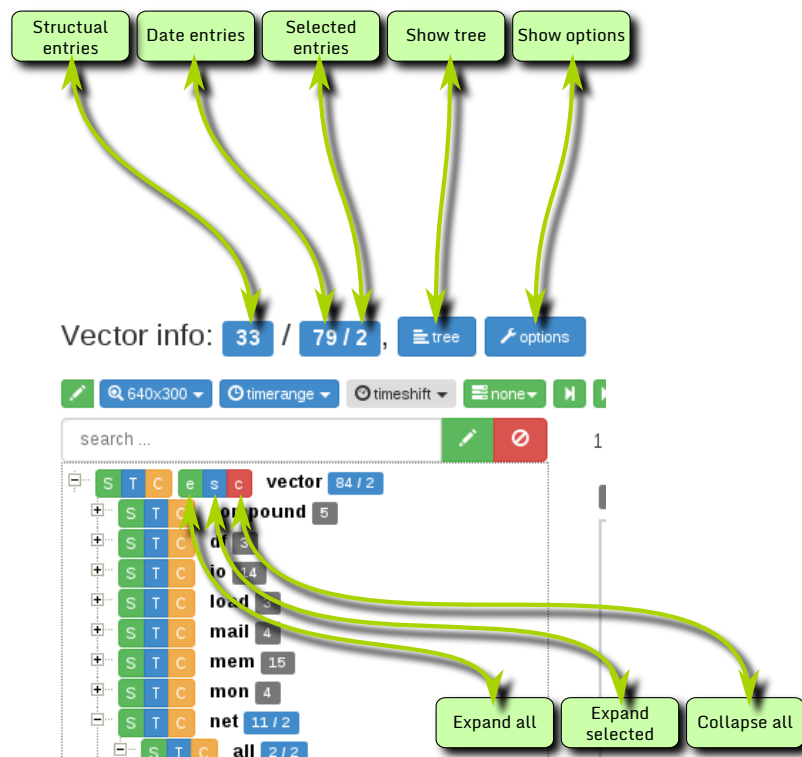 Structual
entries
Date entries
Selected
entries
Show tree
Show options
Vector info: 33 / 79 / 2 , tree options
640x300 timerange timeshift none
search ...
1
S T C e s c vector 84 / 2
S T C compound 5
S T C df 3
S T C io 14
S T C load 3
S T C mail 4
S T C mem 15
S T C mon 4
S T C net 11 / 2
S T C all 2 / 2
Expand all
Expand
selected
Collapse all